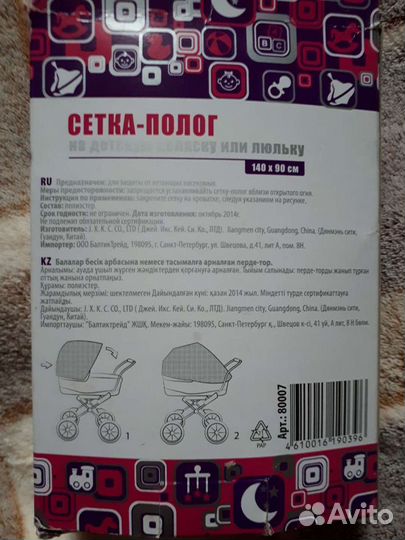 ABC
СЕТКА-ПОЛОГ
на детскую коляску или люльку
140 x 90 см
RU Предназначен: для защиты от летающих насекомых.
Меры предосторожности: запрещается устанавливать сетку-полог вблизи открытого огня.
Инструкция по применению: закрепите сетку на кроватке, следуя указаниям на рисунке.
Состав: полиэстер.
Срок годности: не ограничен. Дата изготовления: октябрь 2014г.
Не подлежит обязательной сертификации.
Изготовитель: J. X. K. C. CO., LTD ( Джей. Икс. Кей. Си. Ко., ЛТД). Jiangmen city, Guangdong, China, (Дзянмэнь сити,
Гуандун, Китай).
Импортер: ООО БалтикТрейд, 198095, г. Санкт-Петербург, ул. Швецова, д.41, лит А, пом. 8Н.
KZ Балалар бесік арбасына немесе тасымалға арналған перде-тор.
Арналымы: ауада ұшып жүрген жәндіктерден қорғануға арналған. Тыйым салынады: перде-торды жанып тұрған
оттың жанына орнатпаңыз.
Құрамы: полиэстер.
Жарамдылық мерзімі: шектелмеген Дайындалған күні: қазан 2014 жыл. Міндетті түрде сертификаттауға
жатпайды.
Дайындаушы: J. X. K. C. CO., LTD ( Джей. Икс. Кей. Си. Ко., ЛТД). Jiangmen city, Guangdong, China, (Дзянмэнь сити,
Гуандун, Китай).
Импорттаушы: "Балтиктрейд" ЖШҚ, Мекен-жайы: 198095, Санкт-Петербург қ., Швецов к-сі, 41 үй, А лит, 8 Н бөлм.
1
2
PAP
Арт.: 80007
4 610016 190396
Avito